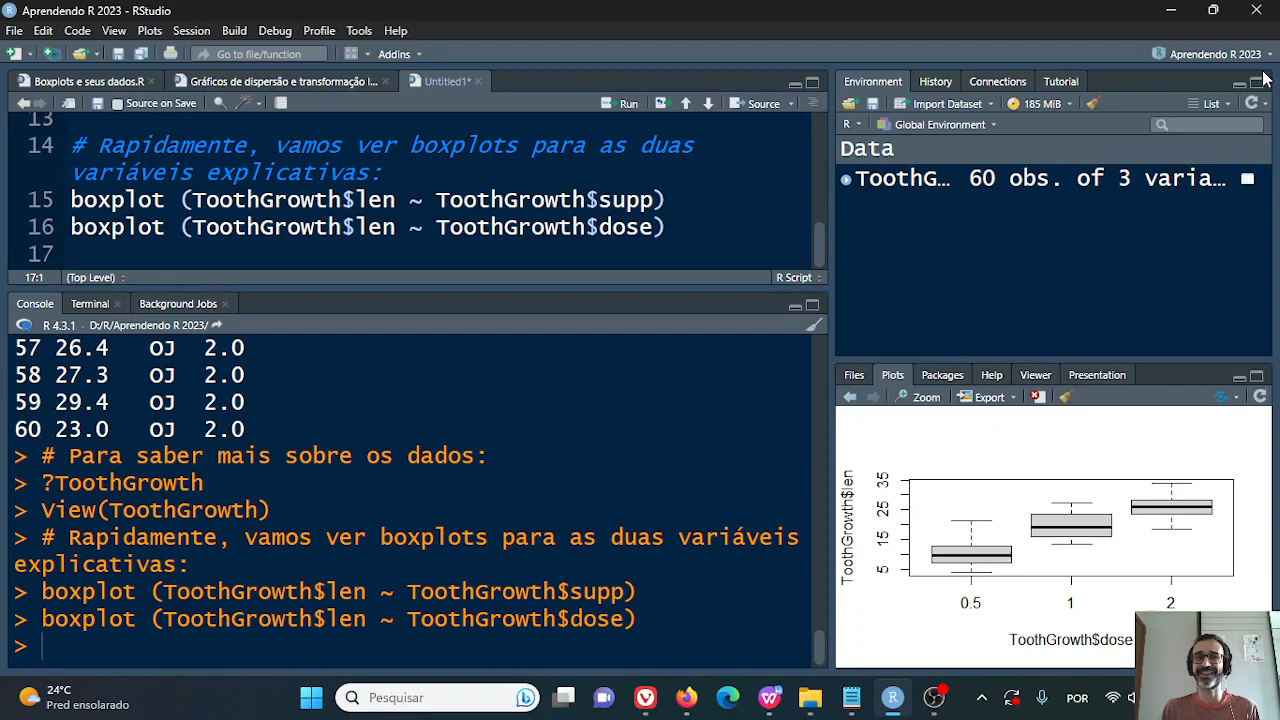 Aprendendo R 2023 - RStudio
File Edit Code View Plots Session Build Debug Profile Tools Help
Go to file/function Addins Aprendendo R 2023
Boxplots e seus dados.R Gráficos de dispersão e transformação l... Untitled1*
Source on Save Run Source
13
14 # Rapidamente, vamos ver boxplots para as duas
variáveis explicativas:
15 boxplot (ToothGrowth$len ~ ToothGrowth$supp)
16 boxplot (ToothGrowth$len ~ ToothGrowth$dose)
17
17:1 (Top Level) R Script
Console Terminal Background Jobs
R 4.3.1 · D:/R/Aprendendo R 2023/
57 26.4 OJ 2.0
58 27.3 OJ 2.0
59 29.4 OJ 2.0
60 23.0 OJ 2.0
> # Para saber mais sobre os dados:
> ?ToothGrowth
> View(ToothGrowth)
> # Rapidamente, vamos ver boxplots para as duas variáveis
explicativas:
> boxplot (ToothGrowth$len ~ ToothGrowth$supp)
> boxplot (ToothGrowth$len ~ ToothGrowth$dose)
>
Environment History Connections Tutorial
Import Dataset 185 MiB List
R Global Environment
Data
ToothG... 60 obs. of 3 varia...
Files Plots Packages Help Viewer Presentation
Zoom Export
ToothGrowth$len
35
25
15
5
0.5 1 2
ToothGrowth$dose
24°C
Pred ensolarado
Pesquisar
POR